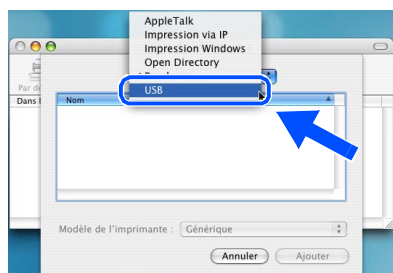 AppleTalk
Impression via IP
Impression Windows
Open Directory
USB
Par dé
Dans l
Nom
Modèle de l'imprimante :
Générique
Annuler
Ajouter